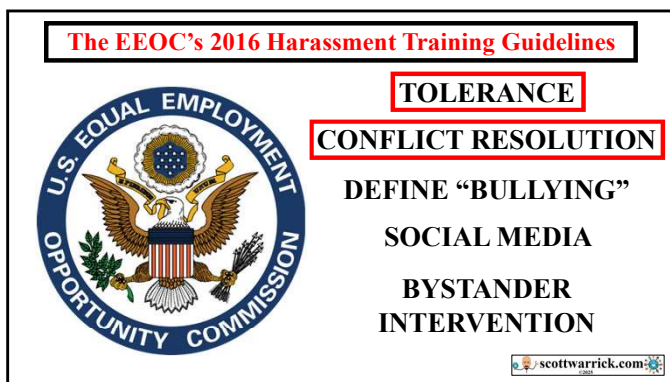 The EEOC's 2016 Harassment Training Guidelines
U.S. EQUAL EMPLOYMENT
OPPORTUNITY COMMISSION
TOLERANCE
CONFLICT RESOLUTION
DEFINE “BULLYING”
SOCIAL MEDIA
BYSTANDER
INTERVENTION
scottwarrick.com